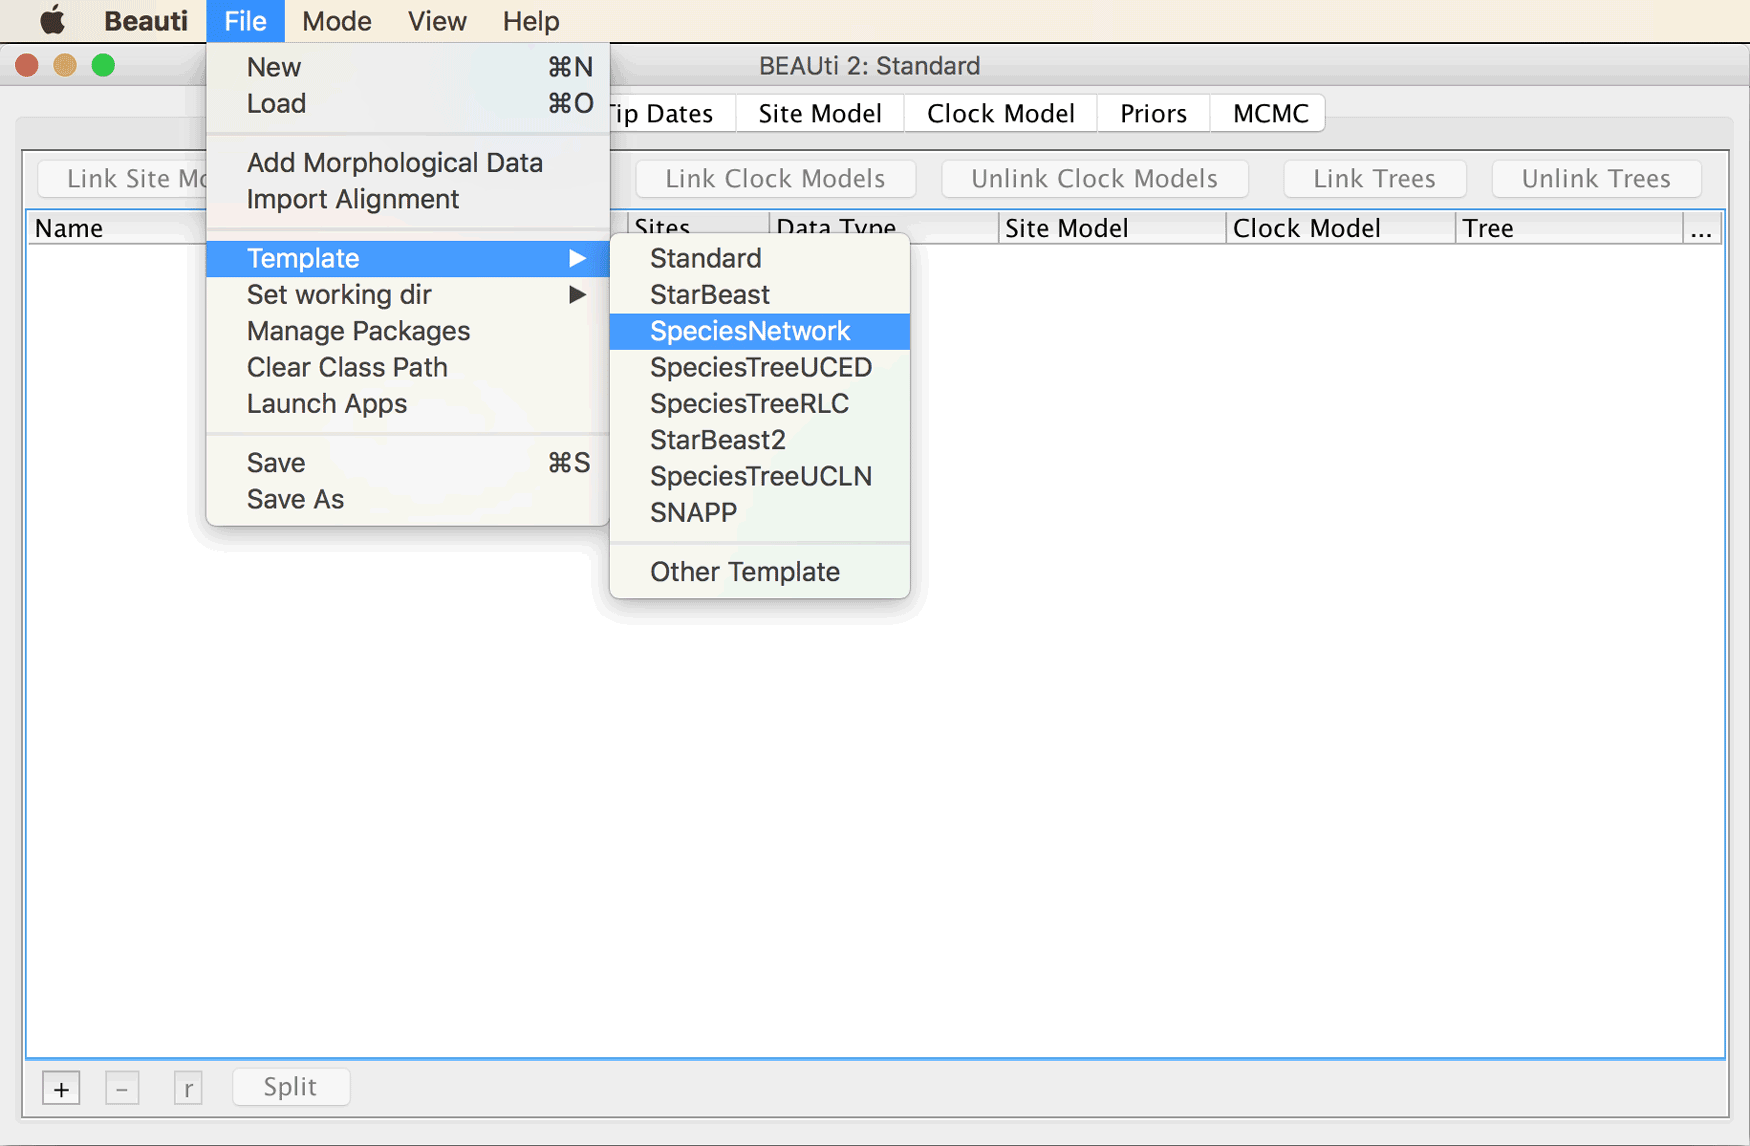 Beauti File Mode View Help
BEAUti 2: Standard
New ⌘N
Load ⌘O
Tip Dates Site Model Clock Model Priors MCMC
Add Morphological Data
Import Alignment
Link Site Mo Link Clock Models Unlink Clock Models Link Trees Unlink Trees
Name Sites Data Type Site Model Clock Model Tree ...
Template ▶
Set working dir ▶
Manage Packages
Clear Class Path
Launch Apps
Save ⌘S
Save As
Standard
StarBeast
SpeciesNetwork
SpeciesTreeUCED
SpeciesTreeRLC
StarBeast2
SpeciesTreeUCLN
SNAPP
Other Template
+ – r Split